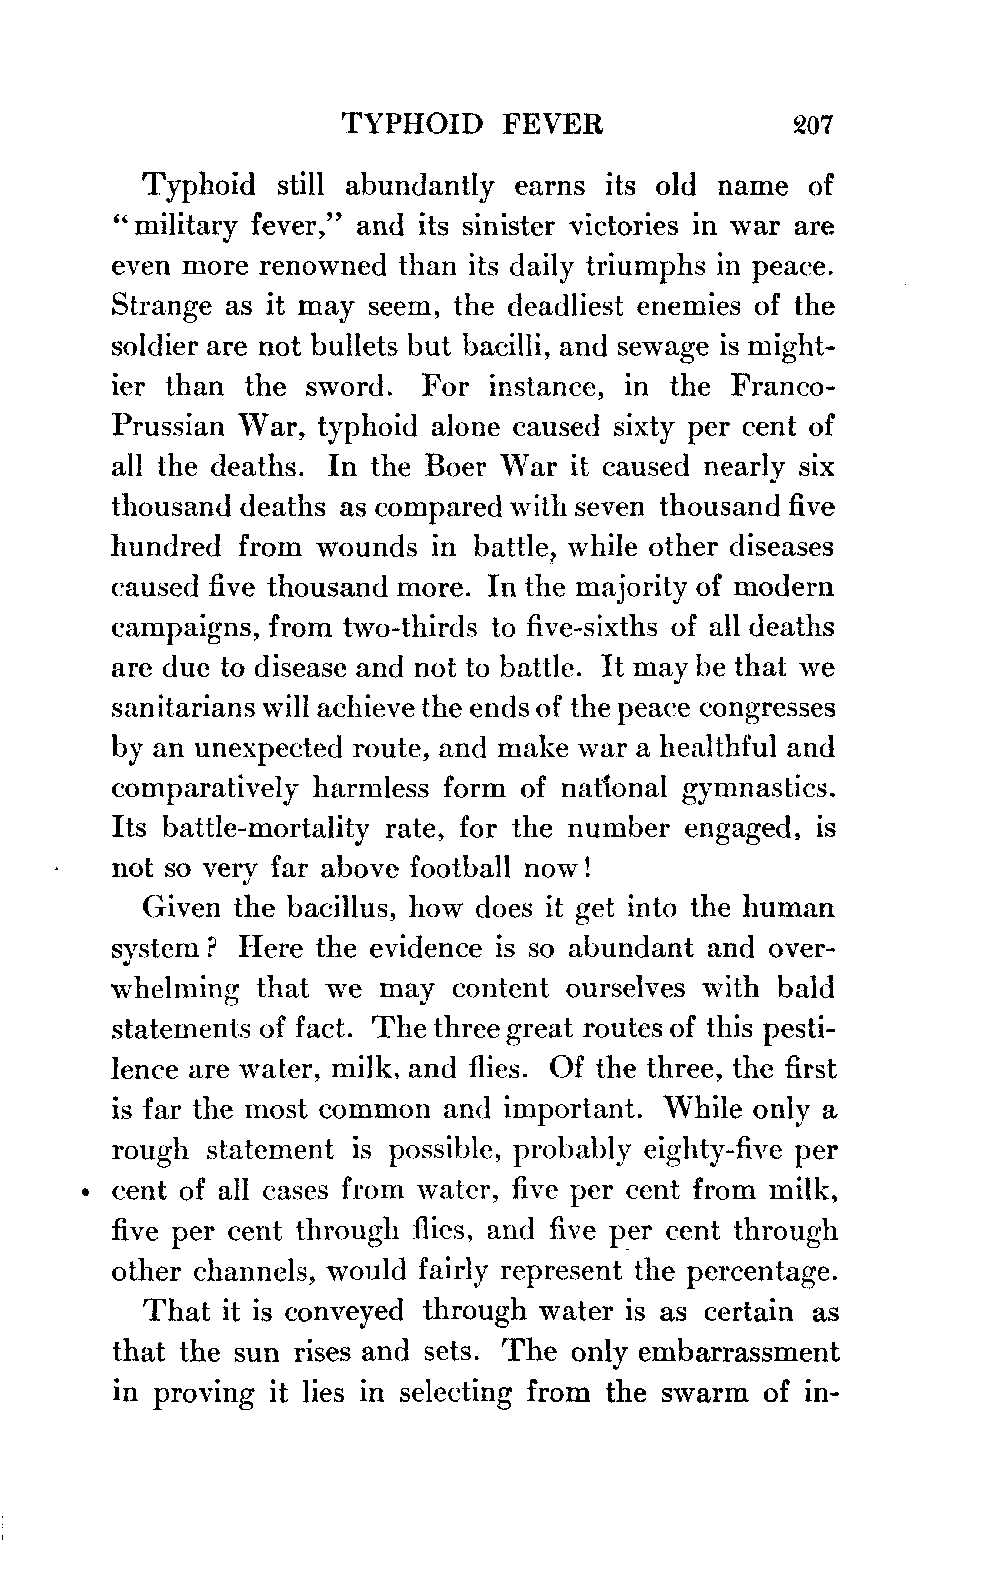 TYPHOID FEVER 207
Typhoid still abundantly earns its old name of
“military fever,” and its sinister victories in war are
even more renowned than its daily triumphs in peace.
Strange as it may seem, the deadliest enemies of the
soldier are not bullets but bacilli, and sewage is might-
ier than the sword. For instance, in the Franco-
Prussian War, typhoid alone caused sixty per cent of
all the deaths. In the Boer War it caused nearly six
thousand deaths as compared with seven thousand five
hundred from wounds in battle, while other diseases
caused five thousand more. In the majority of modern
campaigns, from two-thirds to five-sixths of all deaths
are due to disease and not to battle. It may be that we
sanitarians will achieve the ends of the peace congresses
by an unexpected route, and make war a healthful and
comparatively harmless form of national gymnastics.
Its battle-mortality rate, for the number engaged, is
not so very far above football now!
Given the bacillus, how does it get into the human
system? Here the evidence is so abundant and over-
whelming that we may content ourselves with bald
statements of fact. The three great routes of this pesti-
lence are water, milk, and flies. Of the three, the first
is far the most common and important. While only a
rough statement is possible, probably eighty-five per
cent of all cases from water, five per cent from milk,
five per cent through flies, and five per cent through
other channels, would fairly represent the percentage.
That it is conveyed through water is as certain as
that the sun rises and sets. The only embarrassment
in proving it lies in selecting from the swarm of in-